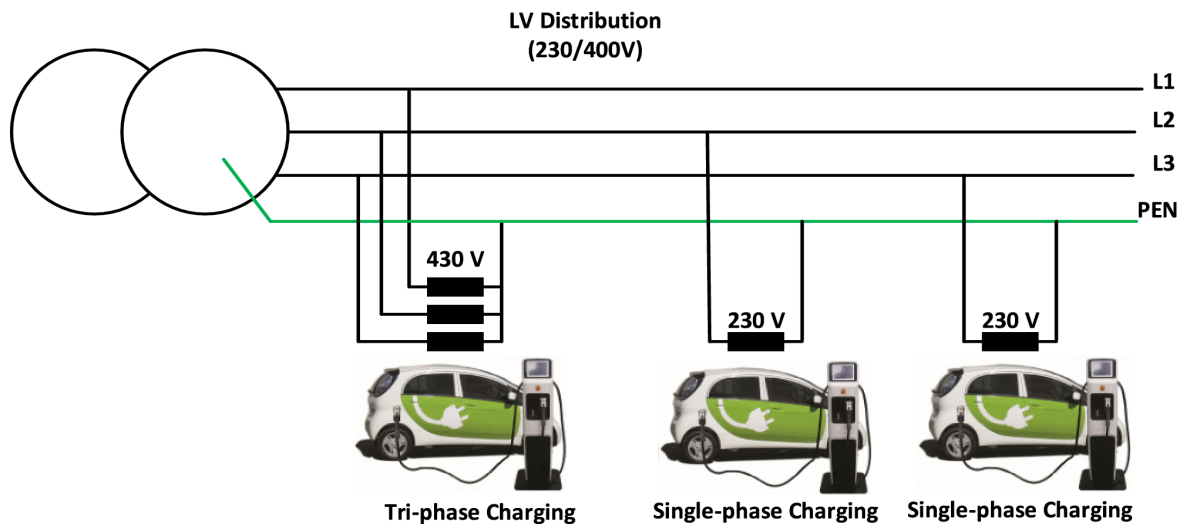 LV Distribution
(230/400V)
L1
L2
L3
PEN
430 V
230 V
230 V
Tri-phase Charging
Single-phase Charging
Single-phase Charging